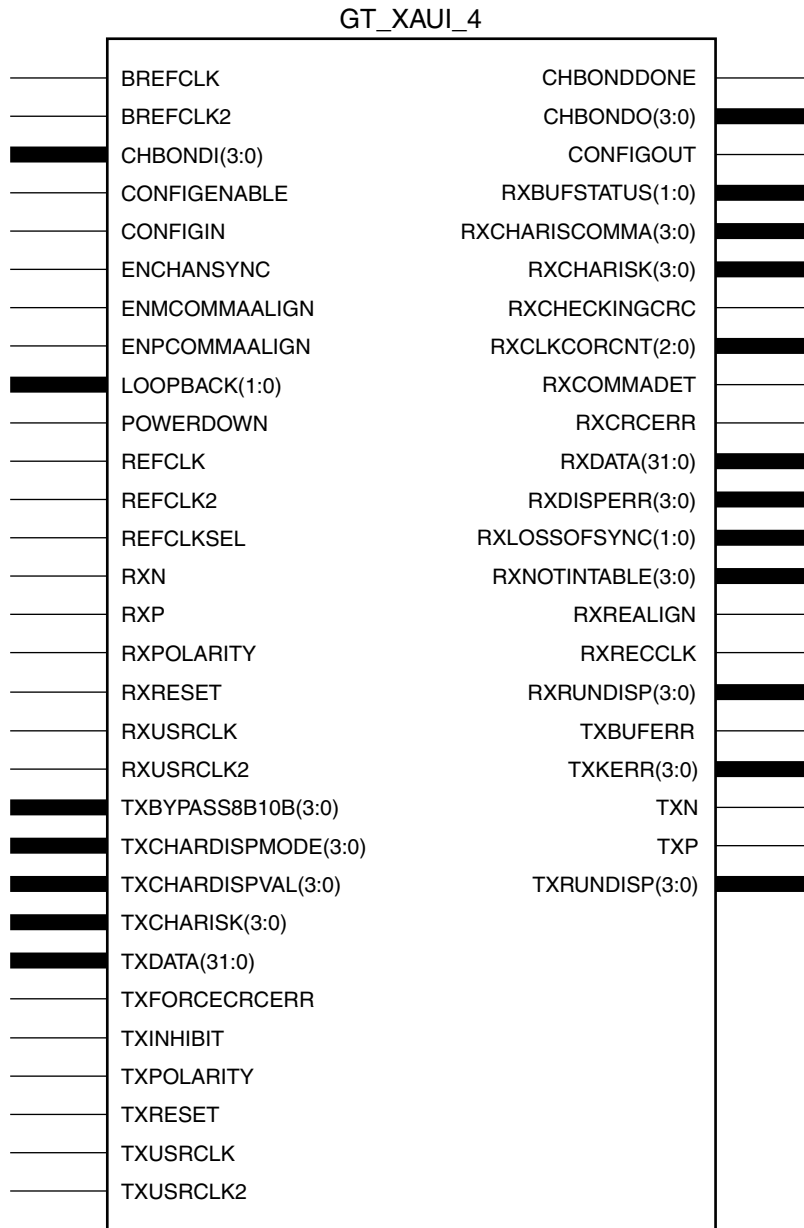 GT_XAUI_4
BREFCLK
BREFCLK2
CHBONDI(3:0)
CONFIGENABLE
CONFIGIN
ENCHANSYNC
ENMCOMMAALIGN
ENPCOMMAALIGN
LOOPBACK(1:0)
POWERDOWN
REFCLK
REFCLK2
REFCLKSEL
RXN
RXP
RXPOLARITY
RXRESET
RXUSRCLK
RXUSRCLK2
TXBYPASS8B10B(3:0)
TXCHARDISPMODE(3:0)
TXCHARDISPVAL(3:0)
TXCHARISK(3:0)
TXDATA(31:0)
TXFORCECRCERR
TXINHIBIT
TXPOLARITY
TXRESET
TXUSRCLK
TXUSRCLK2
CHBONDDONE
CHBONDO(3:0)
CONFIGOUT
RXBUFSTATUS(1:0)
RXCHARISCOMMA(3:0)
RXCHARISK(3:0)
RXCHECKINGCRC
RXCLKCORCNT(2:0)
RXCOMMADET
RXCRCERR
RXDATA(31:0)
RXDISPERR(3:0)
RXLOSSOFSYNC(1:0)
RXNOTINTABLE(3:0)
RXREALIGN
RXRECCLK
RXRUNDISP(3:0)
TXBUFERR
TXKERR(3:0)
TXN
TXP
TXRUNDISP(3:0)